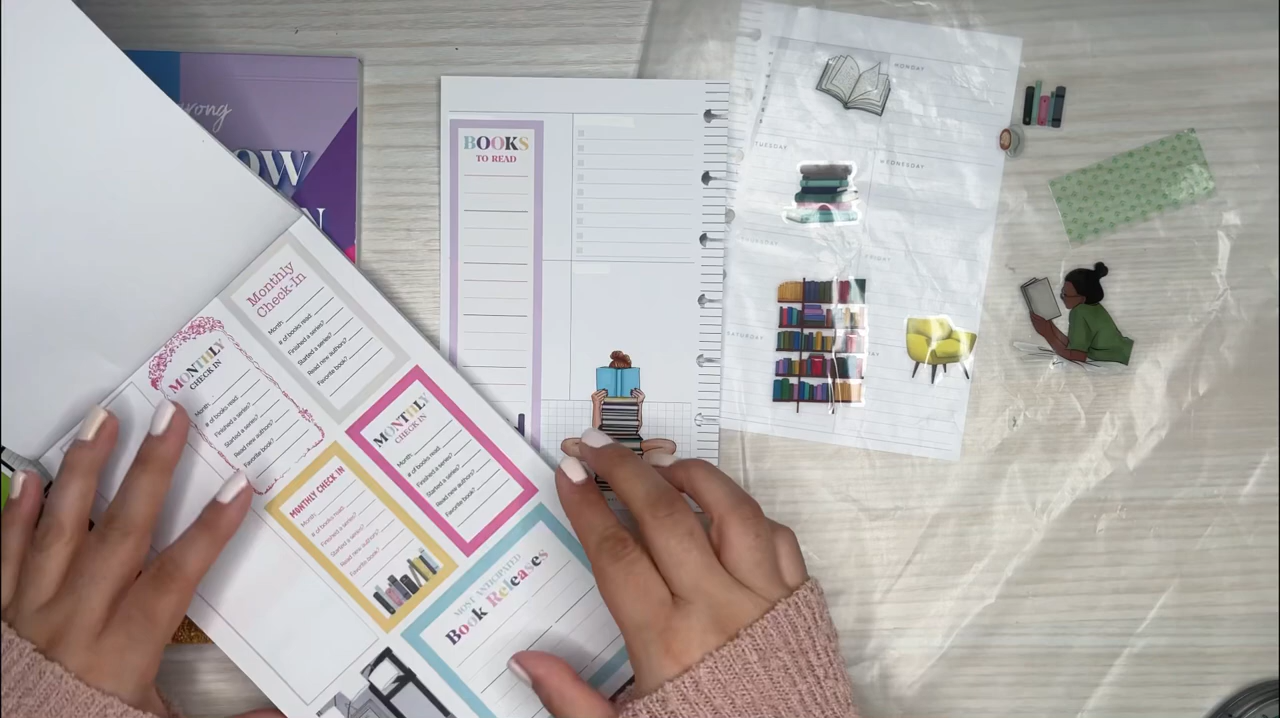 rong
OW
N
BOOKS
TO READ
MONDAY
TUESDAY
WEDNESDAY
THURSDAY
FRIDAY
SATURDAY
Monthly
Check-In
Month
# of books read
Finished a series?
Started a series?
Read new authors?
Favorite book?
MONTHLY
CHECK IN
Month
# of books read
Finished a series?
Started a series?
Read new authors?
Favorite book?
MONTHLY
CHECK IN
Month
# of books read
Finished a series?
Started a series?
Read new authors?
Favorite book?
MONTHLY CHECK IN
Month
# of books read
Finished a series?
Started a series?
Read new authors?
Favorite book?
MOST ANTICIPATED
Book Releases